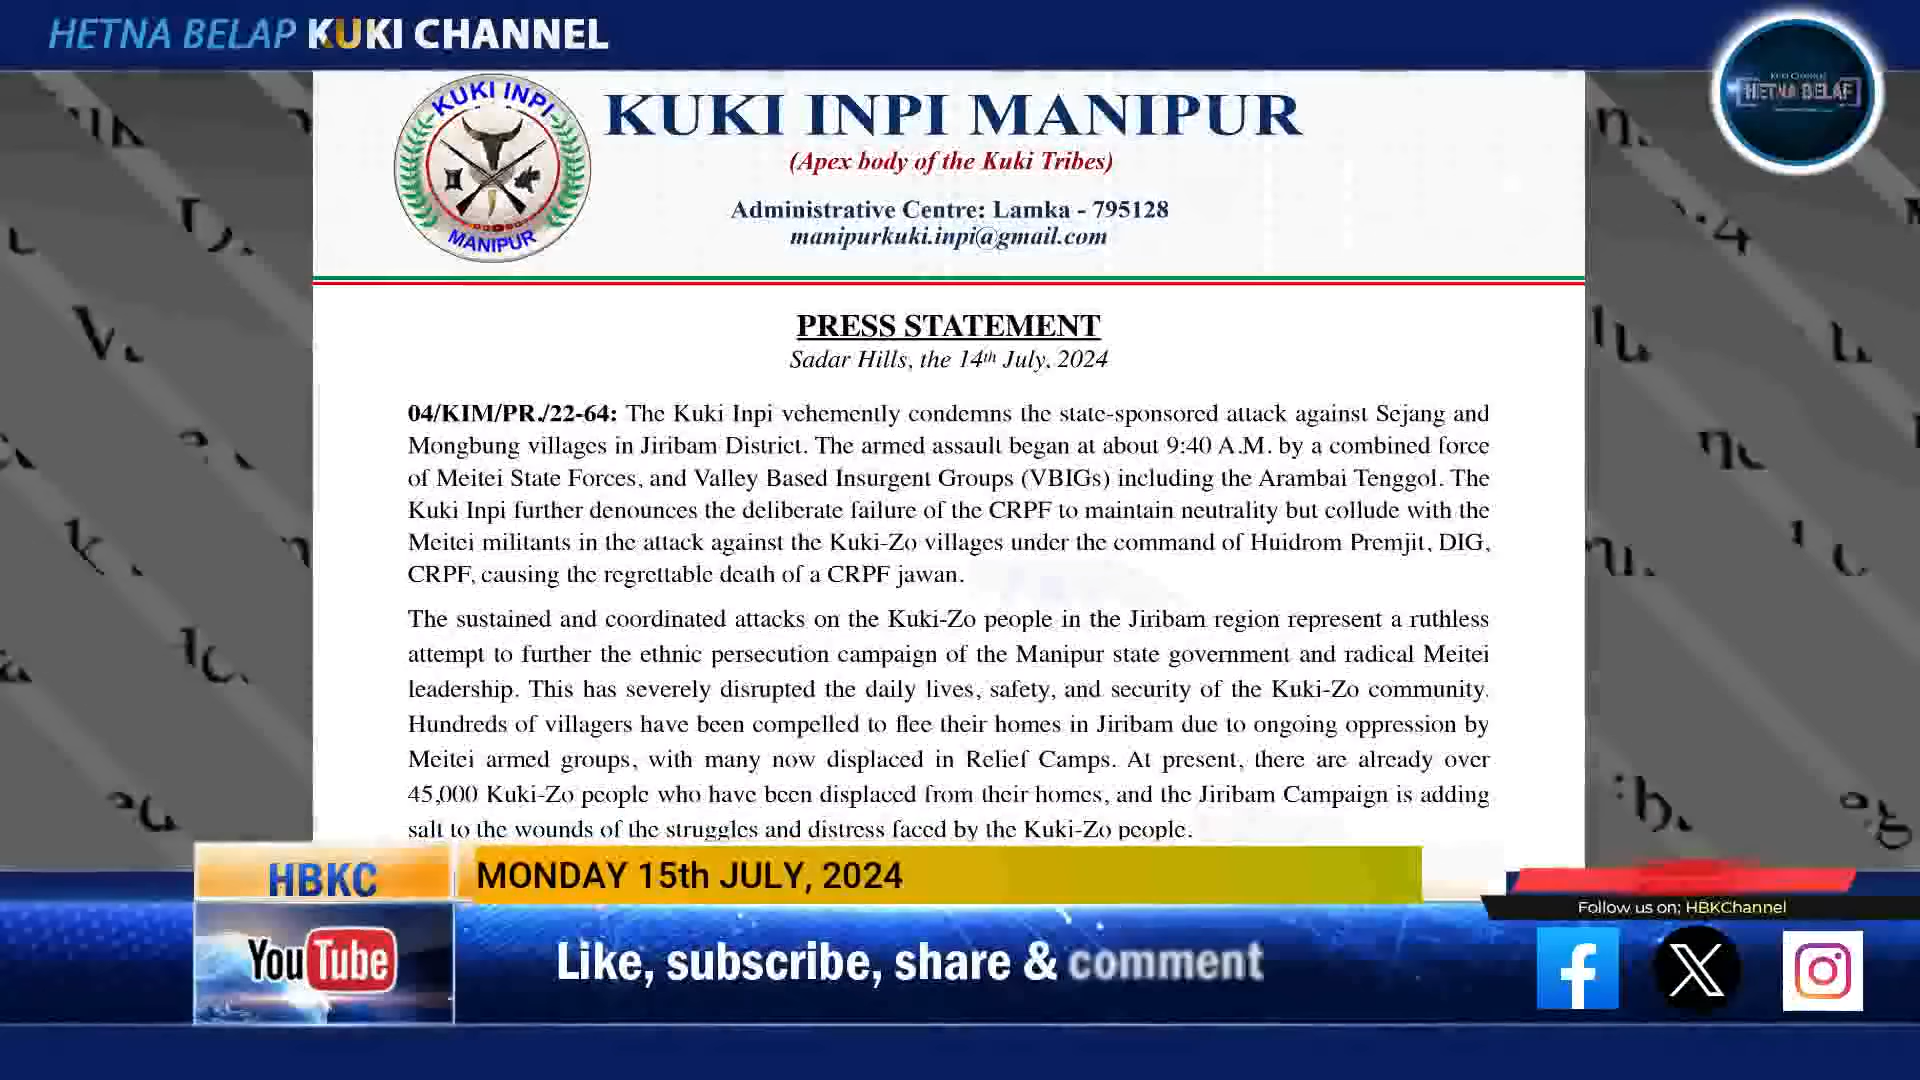 HETNA BELAP KUKI CHANNEL
KUKI CHANNEL
HETNA BELAP
KUKI INPI
MANIPUR
KUKI INPI MANIPUR
(Apex body of the Kuki Tribes)
Administrative Centre: Lamka - 795128
manipurkuki.inpi@gmail.com
PRESS STATEMENT
Sadar Hills, the 14th July, 2024
04/KIM/PR./22-64: The Kuki Inpi vehemently condemns the state-sponsored attack against Sejang and
Mongbung villages in Jiribam District. The armed assault began at about 9:40 A.M. by a combined force
of Meitei State Forces, and Valley Based Insurgent Groups (VBIGs) including the Arambai Tenggol. The
Kuki Inpi further denounces the deliberate failure of the CRPF to maintain neutrality but collude with the
Meitei militants in the attack against the Kuki-Zo villages under the command of Huidrom Premjit, DIG,
CRPF, causing the regrettable death of a CRPF jawan.
The sustained and coordinated attacks on the Kuki-Zo people in the Jiribam region represent a ruthless
attempt to further the ethnic persecution campaign of the Manipur state government and radical Meitei
leadership. This has severely disrupted the daily lives, safety, and security of the Kuki-Zo community.
Hundreds of villagers have been compelled to flee their homes in Jiribam due to ongoing oppression by
Meitei armed groups, with many now displaced in Relief Camps. At present, there are already over
45,000 Kuki-Zo people who have been displaced from their homes, and the Jiribam Campaign is adding
salt to the wounds of the struggles and distress faced by the Kuki-Zo people.
HBKC
MONDAY 15th JULY, 2024
Follow us on; HBKChannel
YouTube
Like, subscribe, share & comment